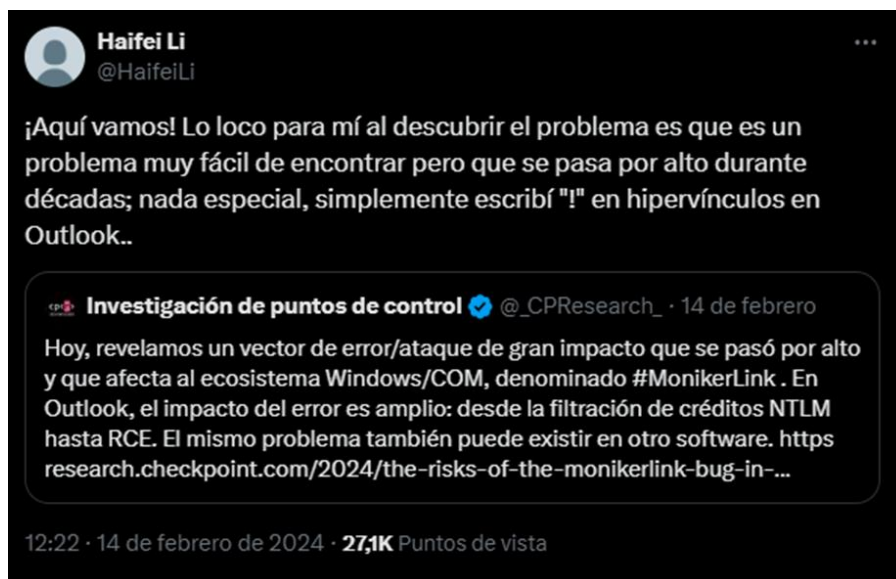 Haifei Li
@HaifeiLi
¡Aquí vamos! Lo loco para mí al descubrir el problema es que es un
problema muy fácil de encontrar pero que se pasa por alto durante
décadas; nada especial, simplemente escribí "!" en hipervínculos en
Outlook..
Investigación de puntos de control @_CPResearch_ · 14 de febrero
Hoy, revelamos un vector de error/ataque de gran impacto que se pasó por alto
y que afecta al ecosistema Windows/COM, denominado #MonikerLink . En
Outlook, el impacto del error es amplio: desde la filtración de créditos NTLM
hasta RCE. El mismo problema también puede existir en otro software. https
research.checkpoint.com/2024/the-risks-of-the-monikerlink-bug-in-...
12:22 · 14 de febrero de 2024 · 27,1K Puntos de vista